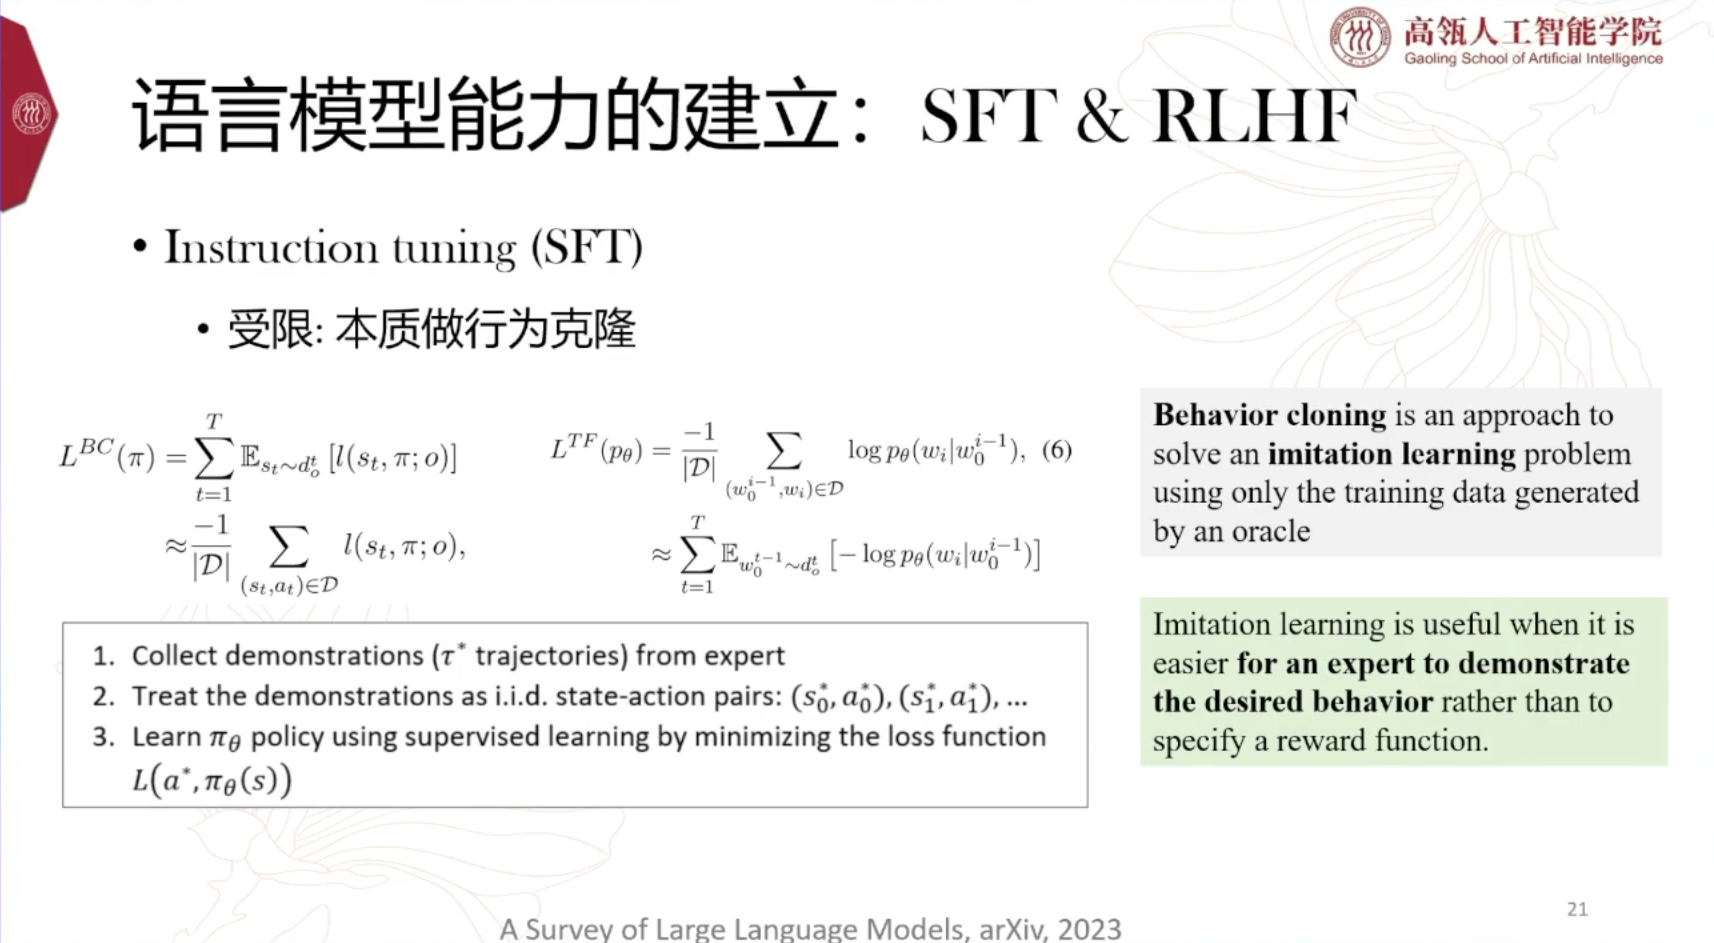 高瓴人工智能学院
Gaoling School of Artificial Intelligence
语言模型能力的建立：SFT & RLHF
• Instruction tuning (SFT)
• 受限: 本质做行为克隆
$L^{BC}(\pi) = \sum_{t=1}^{T} \mathbb{E}_{s_t \sim d_o^t} [l(s_t, \pi; o)]$
$\approx \frac{-1}{|\mathcal{D}|} \sum_{(s_t, a_t) \in \mathcal{D}} l(s_t, \pi; o),$
$L^{TF}(p_\theta) = \frac{-1}{|\mathcal{D}|} \sum_{(w_0^{i-1}, w_i) \in \mathcal{D}} \log p_\theta(w_i | w_0^{i-1}),$ (6)
$\approx \sum_{t=1}^{T} \mathbb{E}_{w_0^{t-1} \sim d_o^t} [-\log p_\theta(w_i | w_0^{i-1})]$
Behavior cloning is an approach to
solve an imitation learning problem
using only the training data generated
by an oracle
1. Collect demonstrations ($\tau^*$ trajectories) from expert
2. Treat the demonstrations as i.i.d. state-action pairs: $(s_0^*, a_0^*), (s_1^*, a_1^*), ...$
3. Learn $\pi_\theta$ policy using supervised learning by minimizing the loss function
$L(a^*, \pi_\theta(s))$
Imitation learning is useful when it is
easier for an expert to demonstrate
the desired behavior rather than to
specify a reward function.
A Survey of Large Language Models, arXiv, 2023
21